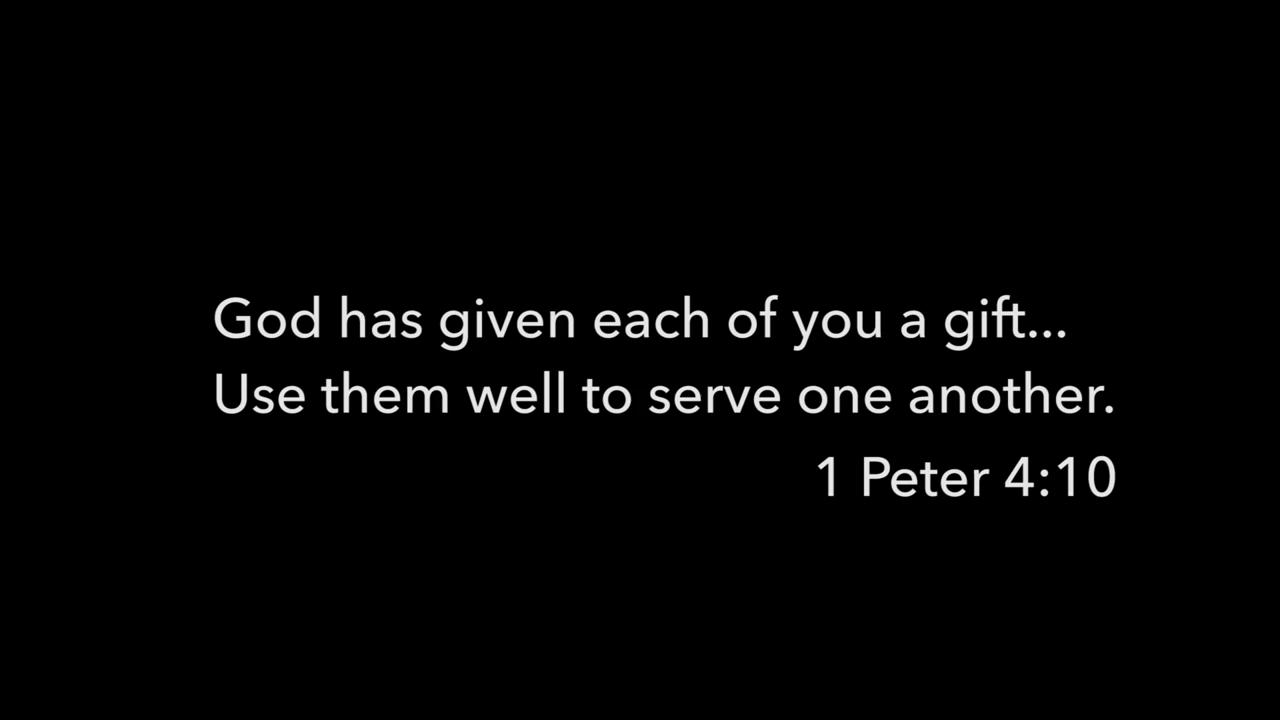 God has given each of you a gift...
Use them well to serve one another.
1 Peter 4:10